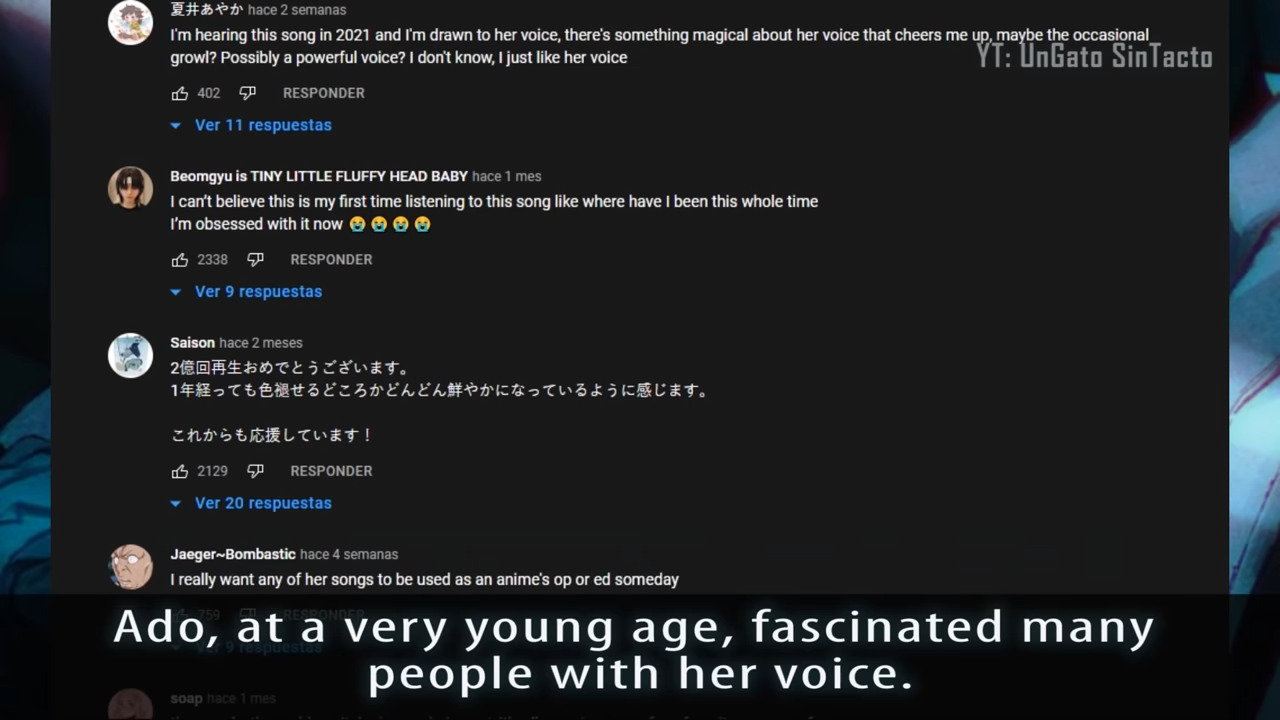 夏井あやか hace 2 semanas
I'm hearing this song in 2021 and I'm drawn to her voice, there's something magical about her voice that cheers me up, maybe the occasional
growl? Possibly a powerful voice? I don't know, I just like her voice
YT: UnGato SinTacto
402 RESPONDER
Ver 11 respuestas
Beomgyu is TINY LITTLE FLUFFY HEAD BABY hace 1 mes
I can't believe this is my first time listening to this song like where have I been this whole time
I'm obsessed with it now 😭 😭 😭 😭
2338 RESPONDER
Ver 9 respuestas
Saison hace 2 meses
2億回再生おめでとうございます。
1年経っても色褪せるどころかどんどん鮮やかになっているように感じます。
これからも応援しています！
2129 RESPONDER
Ver 20 respuestas
Jaeger~Bombastic hace 4 semanas
I really want any of her songs to be used as an anime's op or ed someday
759 RESPONDER
Ado, at a very young age, fascinated many
Ver 9 respuestas
people with her voice.
soap hace 1 mes